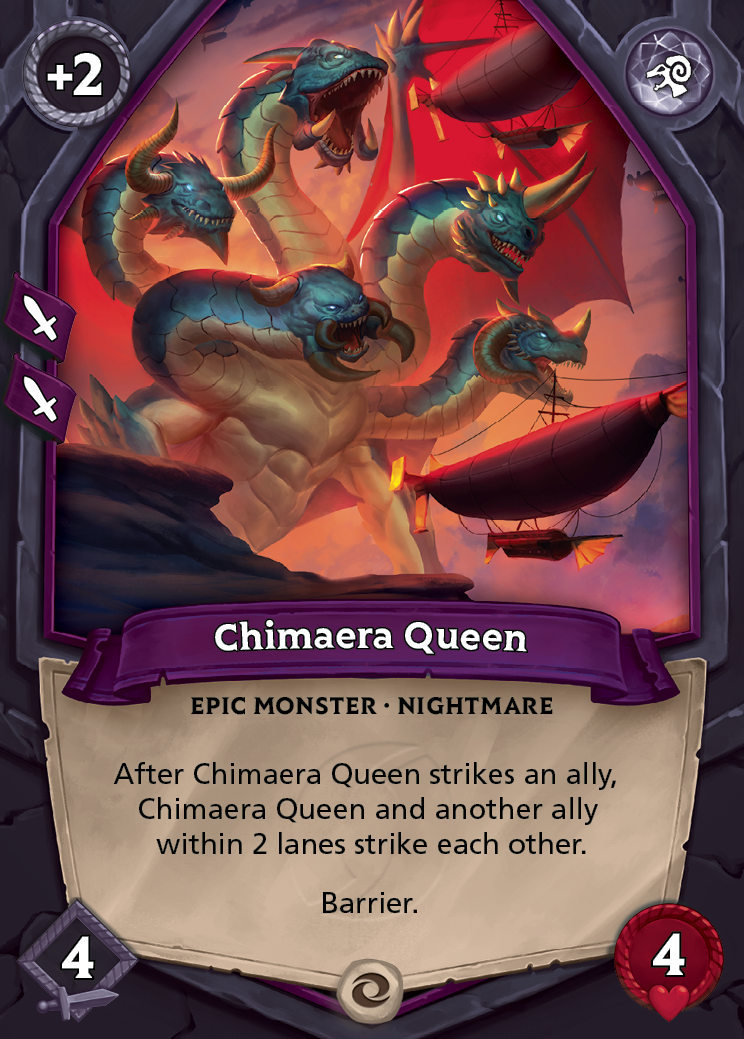 +2
Chimaera Queen
EPIC MONSTER · NIGHTMARE
After Chimaera Queen strikes an ally,
Chimaera Queen and another ally
within 2 lanes strike each other.
Barrier.
4
4